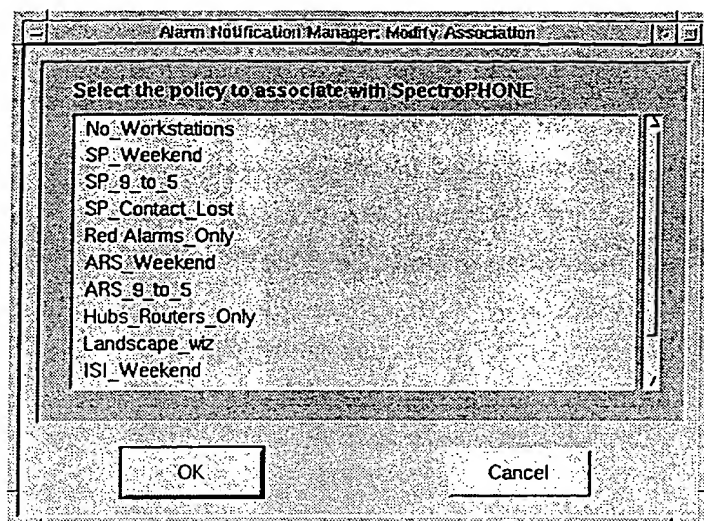 Alarm Notification Manager: Modify Association
Select the policy to associate with SpectroPHONE
No_Workstations
SP_Weekend
SP_9_to_5
SP_Contact_Lost
Red Alarms_Only
ARS_Weekend
ARS_9_to_5
Hubs_Routers_Only
Landscape_wiz
ISI_Weekend
OK
Cancel